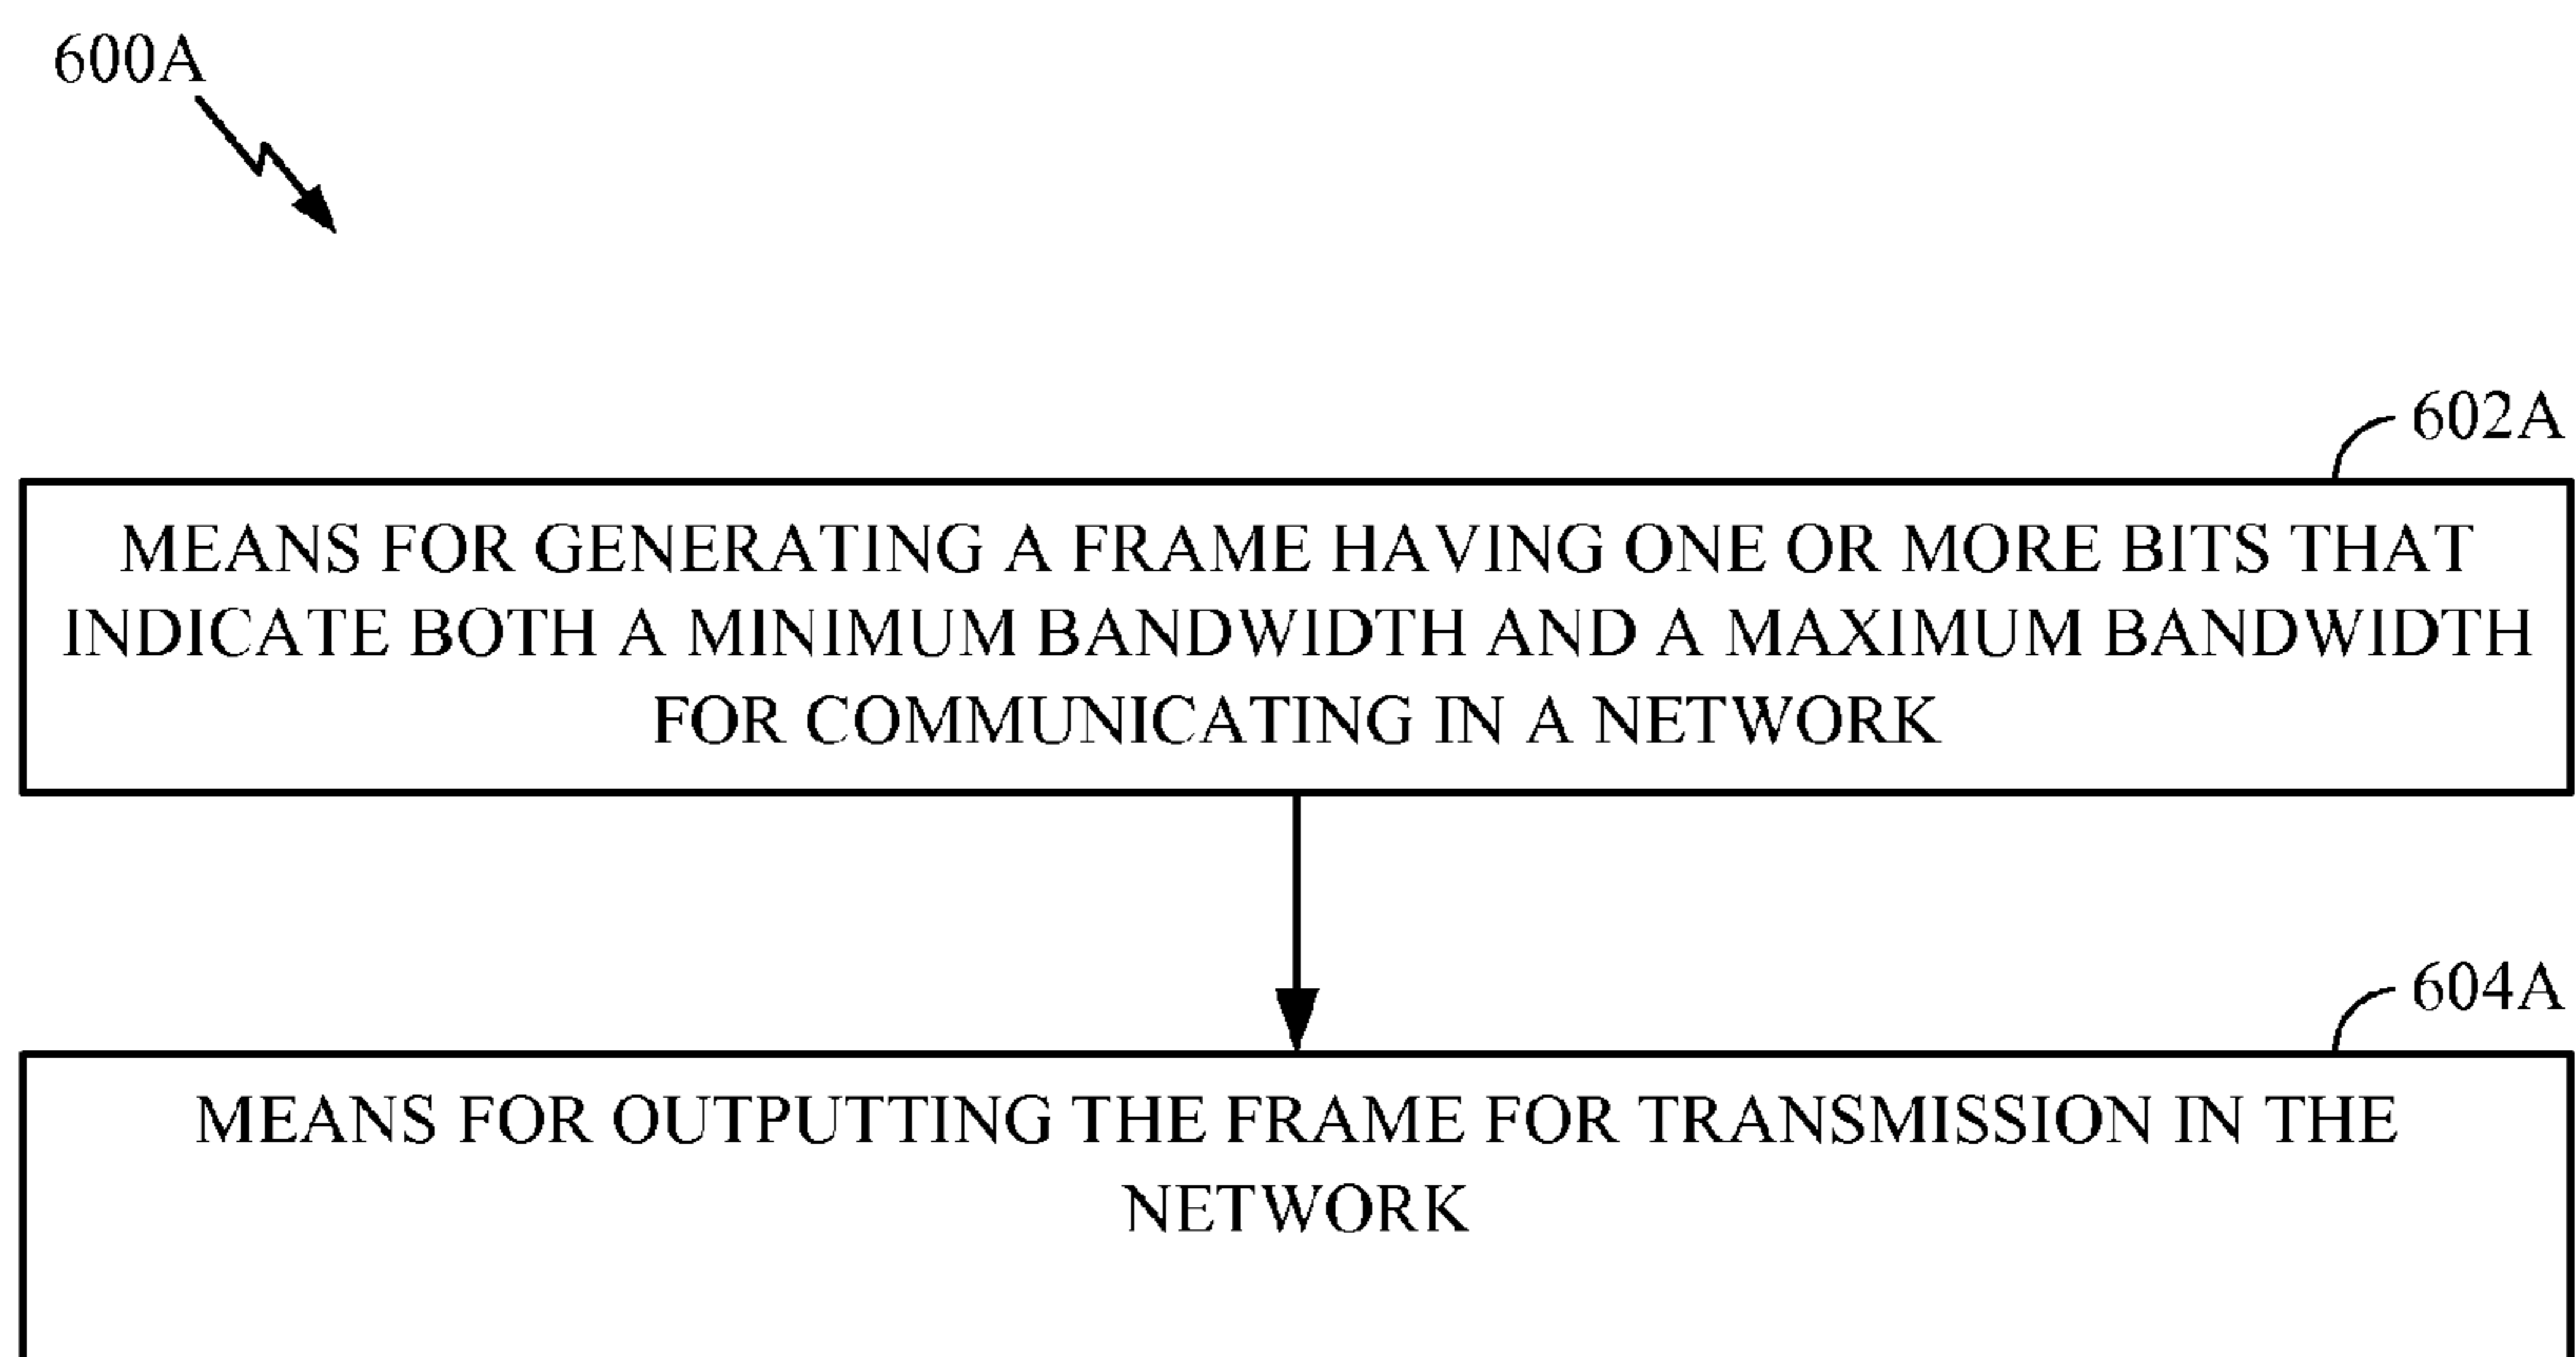 600A
602A
MEANS FOR GENERATING A FRAME HAVING ONE OR MORE BITS THAT
INDICATE BOTH A MINIMUM BANDWIDTH AND A MAXIMUM BANDWIDTH
FOR COMMUNICATING IN A NETWORK
604A
MEANS FOR OUTPUTTING THE FRAME FOR TRANSMISSION IN THE
NETWORK